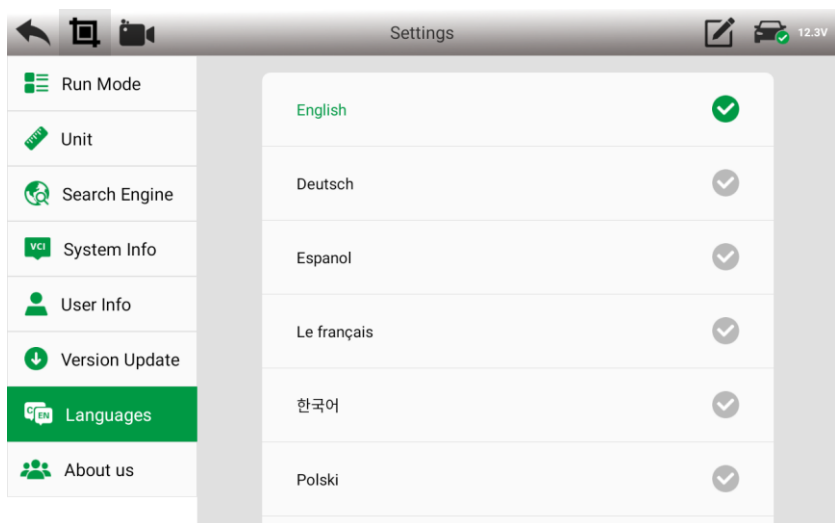 Settings
12.3V
Run Mode
Unit
Search Engine
VCI
System Info
User Info
Version Update
C EN
Languages
About us
English
Deutsch
Espanol
Le français
한국어
Polski